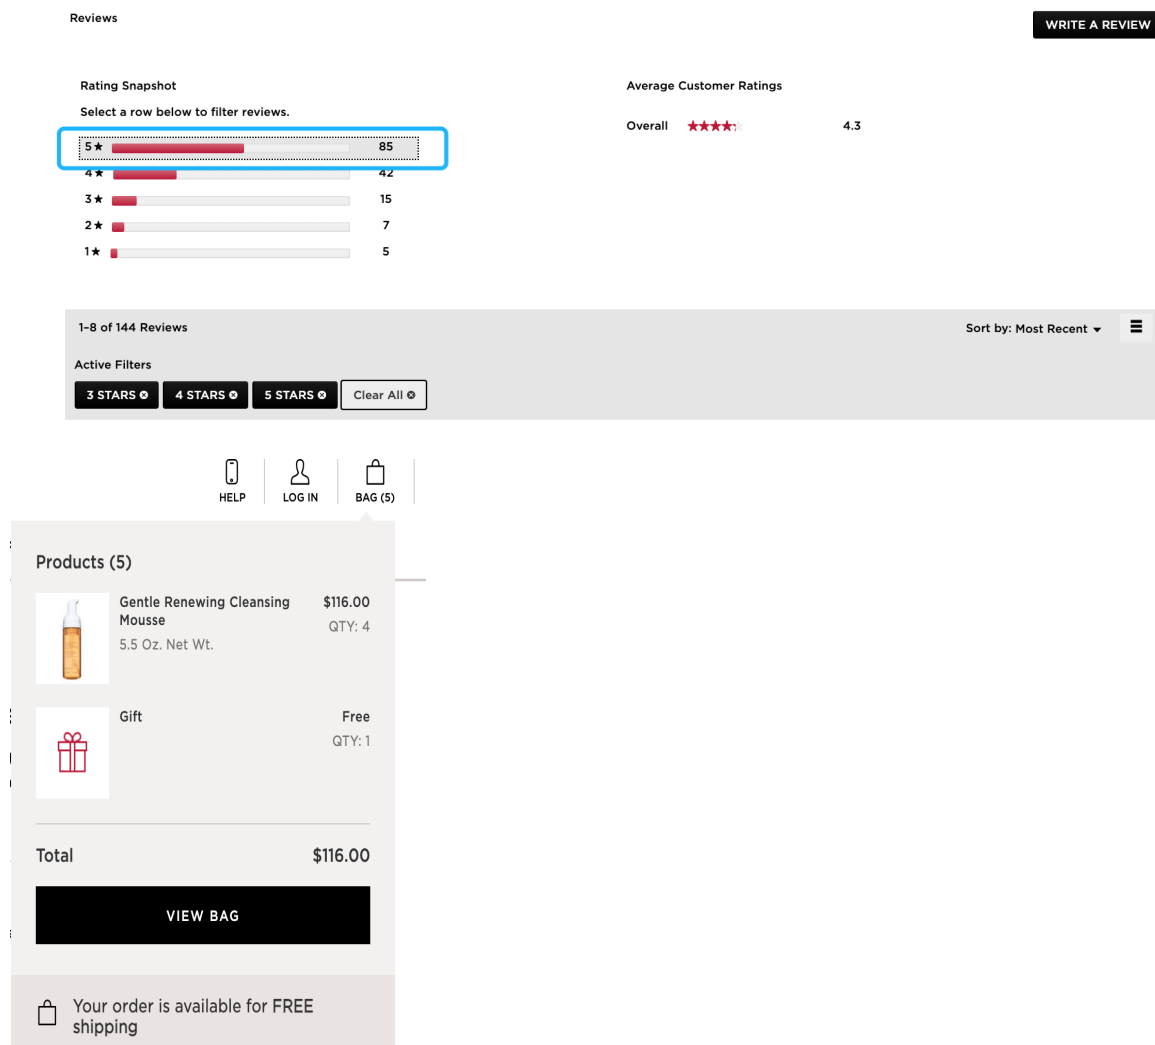 Reviews
WRITE A REVIEW
Rating Snapshot
Average Customer Ratings
Select a row below to filter reviews.
Overall ★★★★★ 4.3
5★ 85
4★ 42
3★ 15
2★ 7
1★ 5
1–8 of 144 Reviews
Sort by: Most Recent
Active Filters
3 STARS
4 STARS
5 STARS
Clear All
HELP
LOG IN
BAG (5)
Products (5)
Gentle Renewing Cleansing $116.00
Mousse QTY: 4
5.5 Oz. Net Wt.
Gift Free
QTY: 1
Total $116.00
VIEW BAG
Your order is available for FREE
shipping